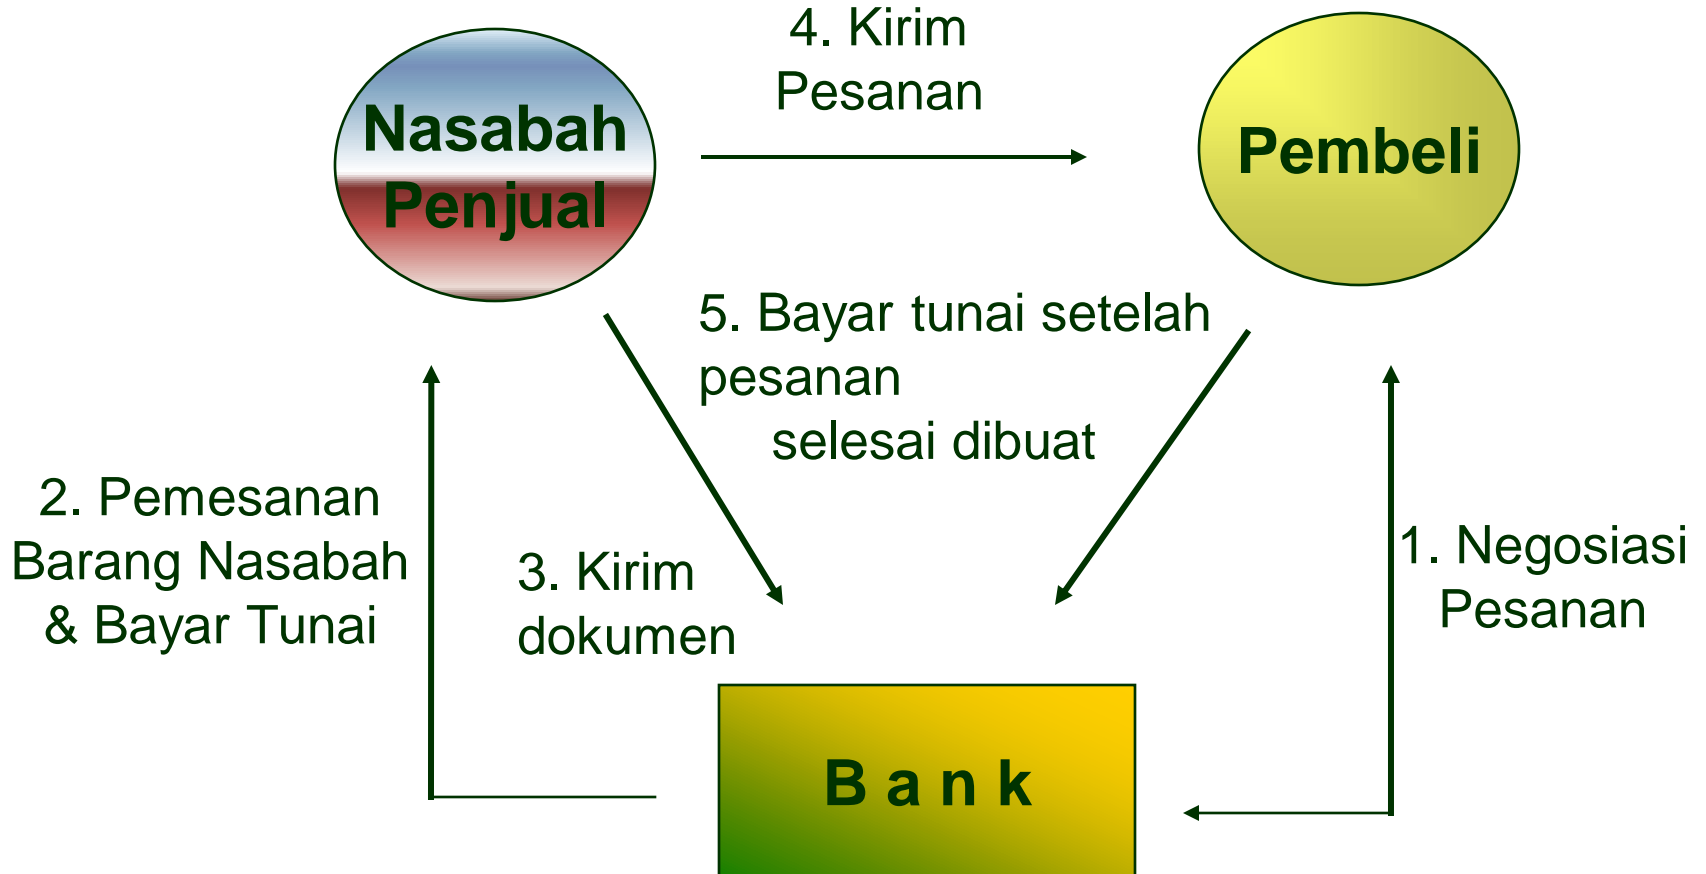 4. Kirim
Pesanan
Nasabah
Penjual
Pembeli
5. Bayar tunai setelah
pesanan
selesai dibuat
2. Pemesanan
Barang Nasabah
& Bayar Tunai
3. Kirim
dokumen
1. Negosiasi
Pesanan
B a n k